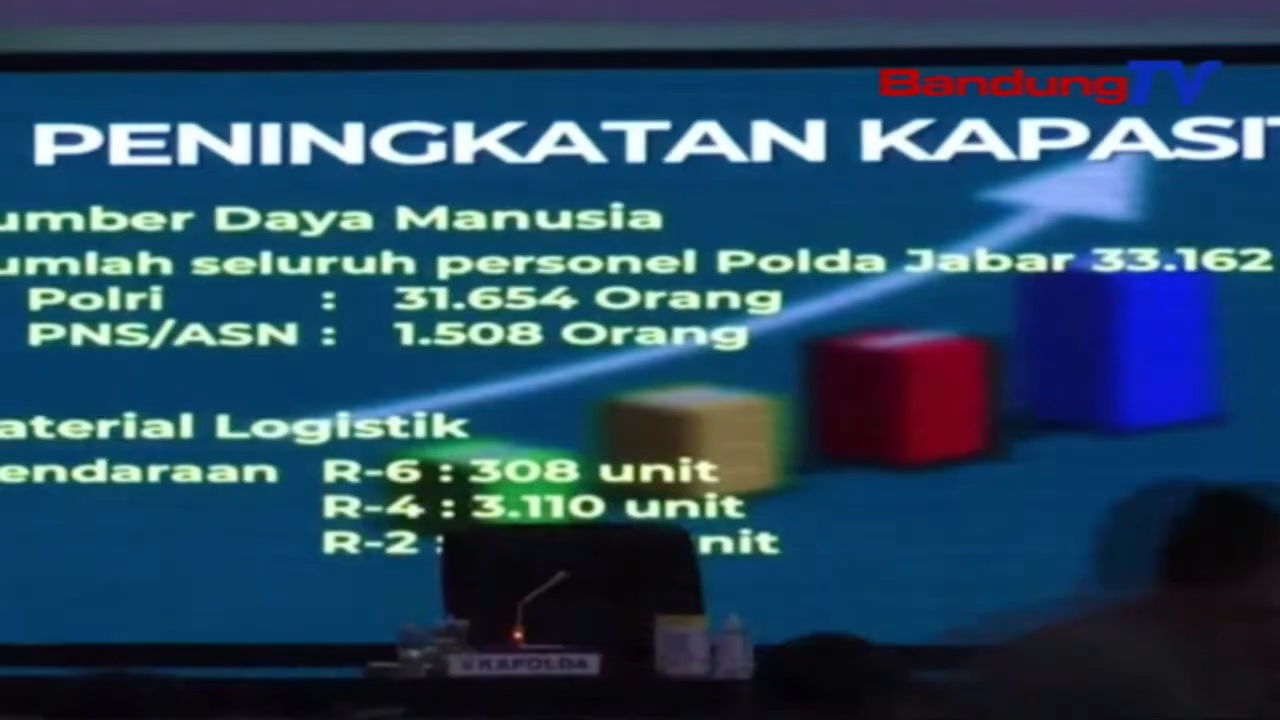 BandungTV
PENINGKATAN KAPASIT
umber Daya Manusia
umlah seluruh personel Polda Jabar 33.162
Polri : 31.654 Orang
PNS/ASN : 1.508 Orang
aterial Logistik
endaraan R-6 : 308 unit
R-4 : 3.110 unit
R-2 : nit
KAPOLDA